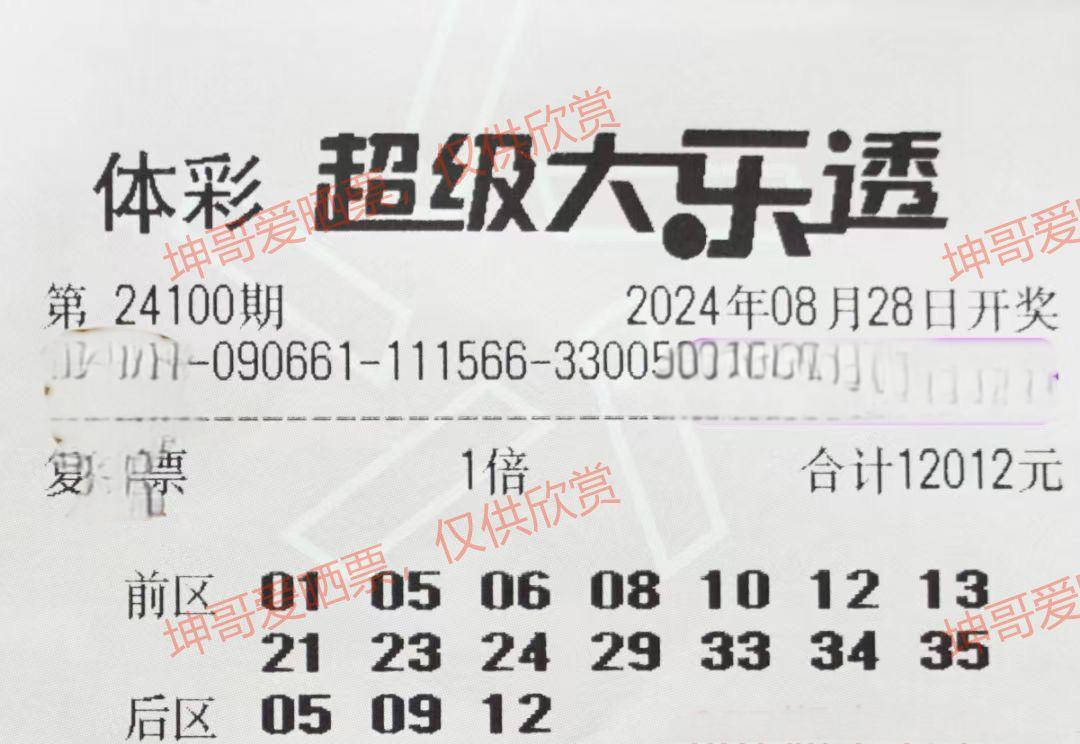 体彩 超级大乐透
第 24100期 2024年08月28日开奖
-090661-111566-33005
复 票 1倍 合计12012元
前区 01 05 06 08 10 12 13
21 23 24 29 33 34 35
后区 05 09 12
坤哥爱晒票，仅供欣赏
坤哥爱晒
坤哥爱晒票，仅供欣赏
坤哥爱